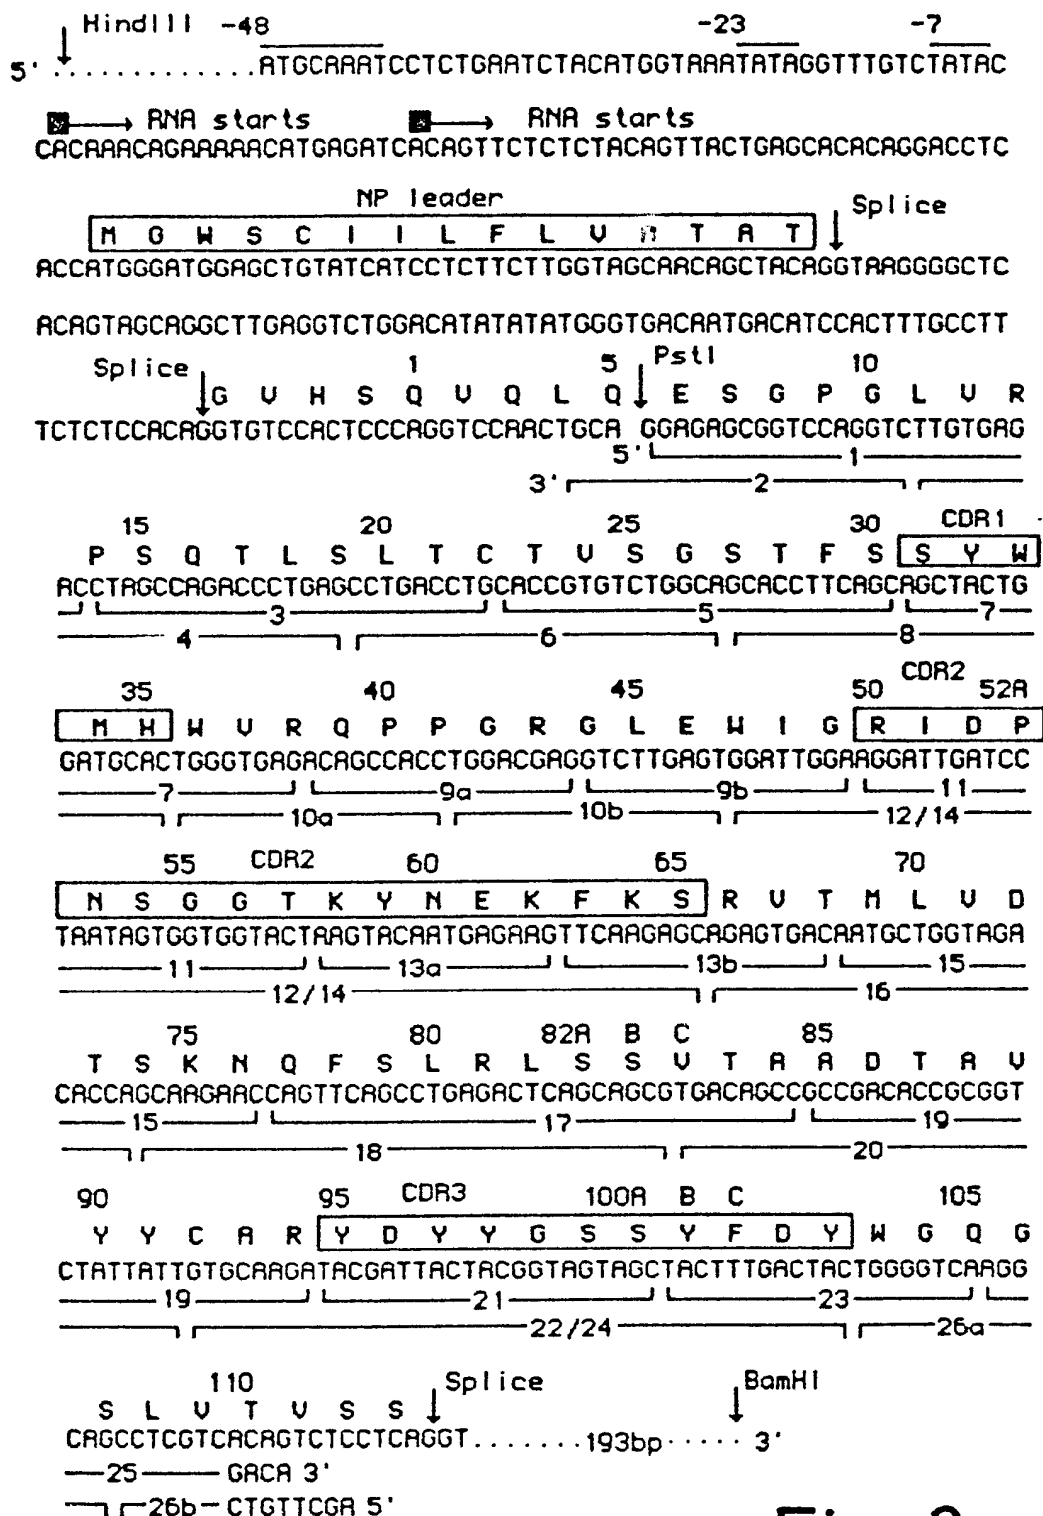 HindIII -48 -23 -7
5'..............ATGCAAATCCTCTGAATCTACATGGTAAATATAGGTTTGTCTATAC
RNA starts RNA starts
CACAAACAGAAAAACATGAGATCACAGTTCTCTCTACAGTTACTGAGCACACAGGACCTC
NP leader Splice
M G W S C I I L F L V A T A T
ACCATGGGATGGAGCTGTATCATCCTCTTCTTGGTAGCAACAGCTACAGGTAAGGGGCTC
ACAGTAGCAGGCTTGAGGTCTGGACATATATATGGGTGACAATGACATCCACTTTGCCTT
Splice 1 5 PstI 10
G V H S Q V Q L Q E S G P G L V R
TCTCTCCACAGGTGTCCACTCCCAGGTCCAACTGCA GGAGAGCGGTCCAGGTCTTGTGAG
5' 1
3' 2
15 20 25 30 CDR1
P S Q T L S L T C T V S G S T F S S Y W
ACCTAGCCAGACCCTGAGCCTGACCTGCACCGTGTCTGGCAGCACCTTCAGCAGCTACTG
3 5 7
4 6 8
35 40 45 50 CDR2 52A
M H W V R Q P P G R G L E W I G R I D P
GATGCACTGGGTGAGACAGCCACCTGGACGAGGTCTTGAGTGGATTGGAAGGATTGATCC
7 9a 9b 11
10a 10b 12/14
55 CDR2 60 65 70
N S G G T K Y N E K F K S R V T M L V D
TAATAGTGGTGGTACTAAGTACAATGAGAAGTTCAAGAGCAGAGTGACAATGCTGGTAGA
11 13a 13b 15
12/14 16
75 80 82A B C 85
T S K N Q F S L R L S S V T A A D T A V
CACCAGCAAGAACCAGTTCAGCCTGAGACTCAGCAGCGTGACAGCCGCCGACACCGCGGT
15 17 19
18 20
90 95 CDR3 100A B C 105
Y Y C A R Y D Y Y G S S Y F D Y W G Q G
CTATTATTGTGCAAGATACGATTACTACGGTAGTAGCTACTTTGACTACTGGGGTCAAGG
19 21 23
22/24 26a
110 Splice BamHI
S L V T V S S
CAGCCTCGTCACAGTCTCCTCAGGT.......193bp..... 3'
25 GACA 3'
26b CTGTTCGA 5'